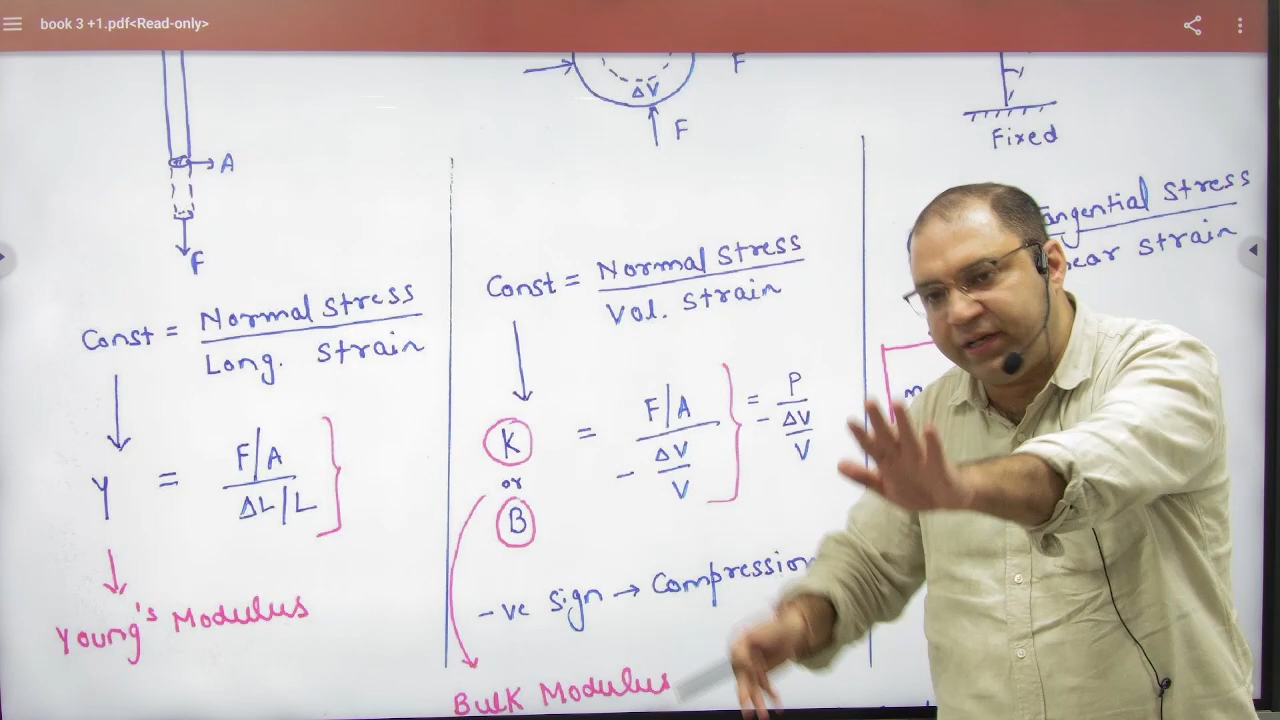 book 3 +1.pdf<Read-only>
A
F
Const = Normal Stress / Long. Strain
Y = F/A / ΔL/L
Young's Modulus
ΔV
F
F
Const = Normal Stress / Vol. Strain
K = F/A / - ΔV/V = P / - ΔV/V
or
B
-ve Sign → Compression
Bulk Modulus
Fixed
Tangential Stress
Strain